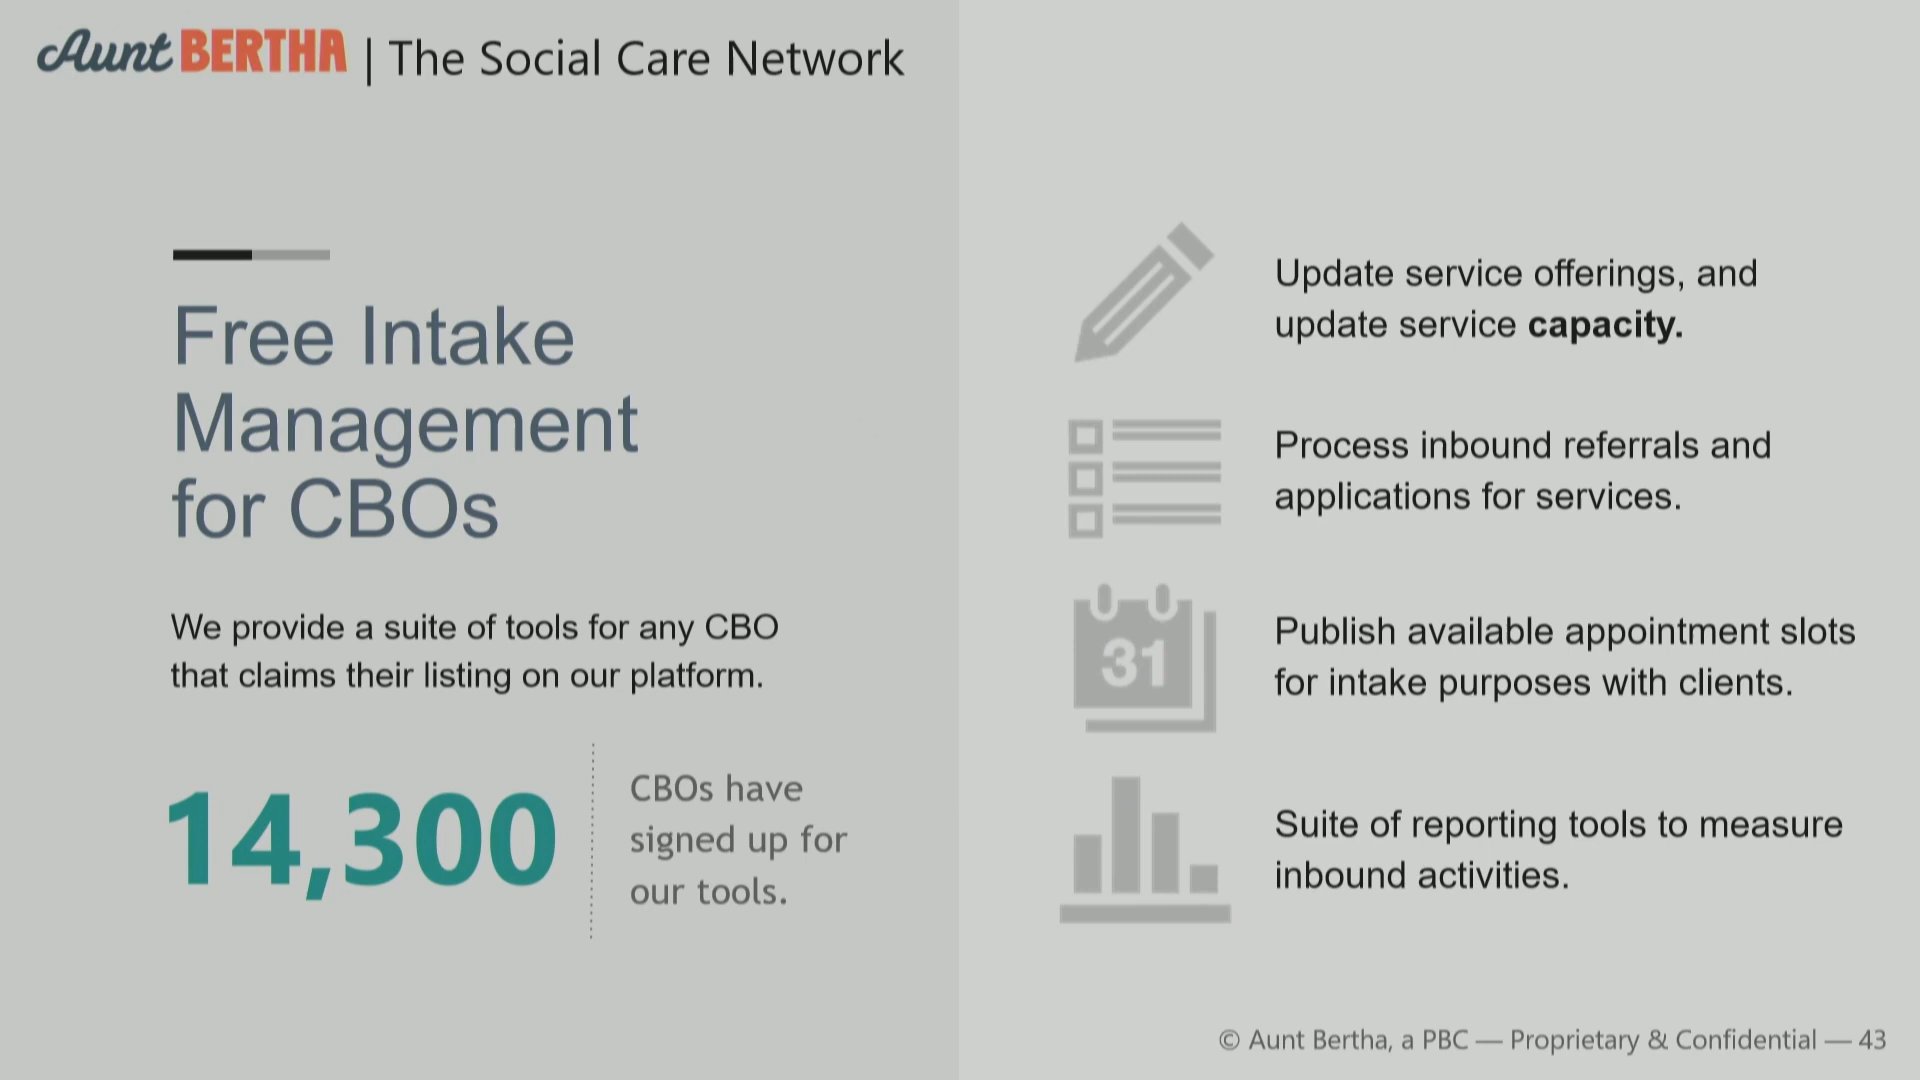 Aunt BERTHA | The Social Care Network
Free Intake
Management
for CBOs
We provide a suite of tools for any CBO
that claims their listing on our platform.
14,300
CBOs have
signed up for
our tools.
Update service offerings, and
update service capacity.
Process inbound referrals and
applications for services.
31
Publish available appointment slots
for intake purposes with clients.
Suite of reporting tools to measure
inbound activities.
© Aunt Bertha, a PBC — Proprietary & Confidential — 43